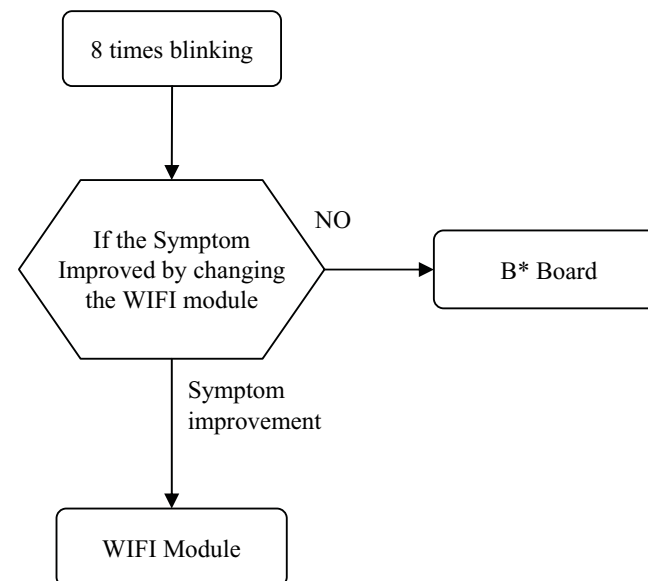 8 times blinking
If the Symptom
Improved by changing
the WIFI module
NO
B* Board
Symptom
improvement
WIFI Module